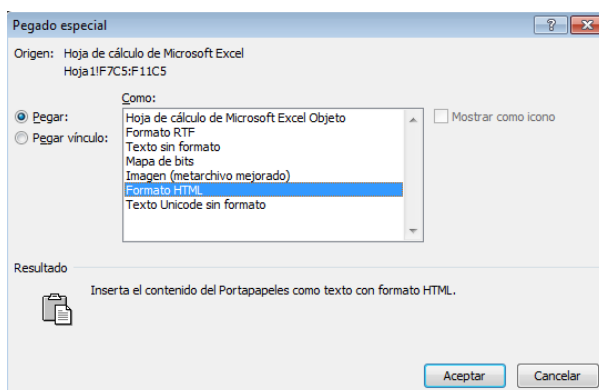 Pegado especial
Origen: Hoja de cálculo de Microsoft Excel
Hoja1!F7C5:F11C5
Como:
Pegar:
Pegar vínculo:
Hoja de cálculo de Microsoft Excel Objeto
Formato RTF
Texto sin formato
Mapa de bits
Imagen (metarchivo mejorado)
Formato HTML
Texto Unicode sin formato
Mostrar como icono
Resultado
Inserta el contenido del Portapapeles como texto con formato HTML.
Aceptar
Cancelar